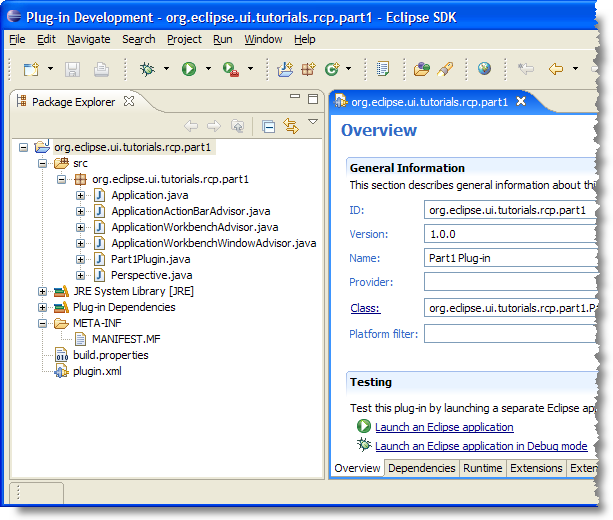 Plug-in Development - org.eclipse.ui.tutorials.rcp.part1 - Eclipse SDK
File Edit Navigate Search Project Run Window Help
Package Explorer
org.eclipse.ui.tutorials.rcp.part1
src
org.eclipse.ui.tutorials.rcp.part1
Application.java
ApplicationActionBarAdvisor.java
ApplicationWorkbenchAdvisor.java
ApplicationWorkbenchWindowAdvisor.java
Part1Plugin.java
Perspective.java
JRE System Library [JRE]
Plug-in Dependencies
META-INF
MANIFEST.MF
build.properties
plugin.xml
org.eclipse.ui.tutorials.rcp.part1
Overview
General Information
This section describes general information about this
ID: org.eclipse.ui.tutorials.rcp.part1
Version: 1.0.0
Name: Part1 Plug-in
Provider:
Class: org.eclipse.ui.tutorials.rcp.part1.P
Platform filter:
Testing
Test this plug-in by launching a separate Eclipse app
Launch an Eclipse application
Launch an Eclipse application in Debug mode
Overview Dependencies Runtime Extensions Exten